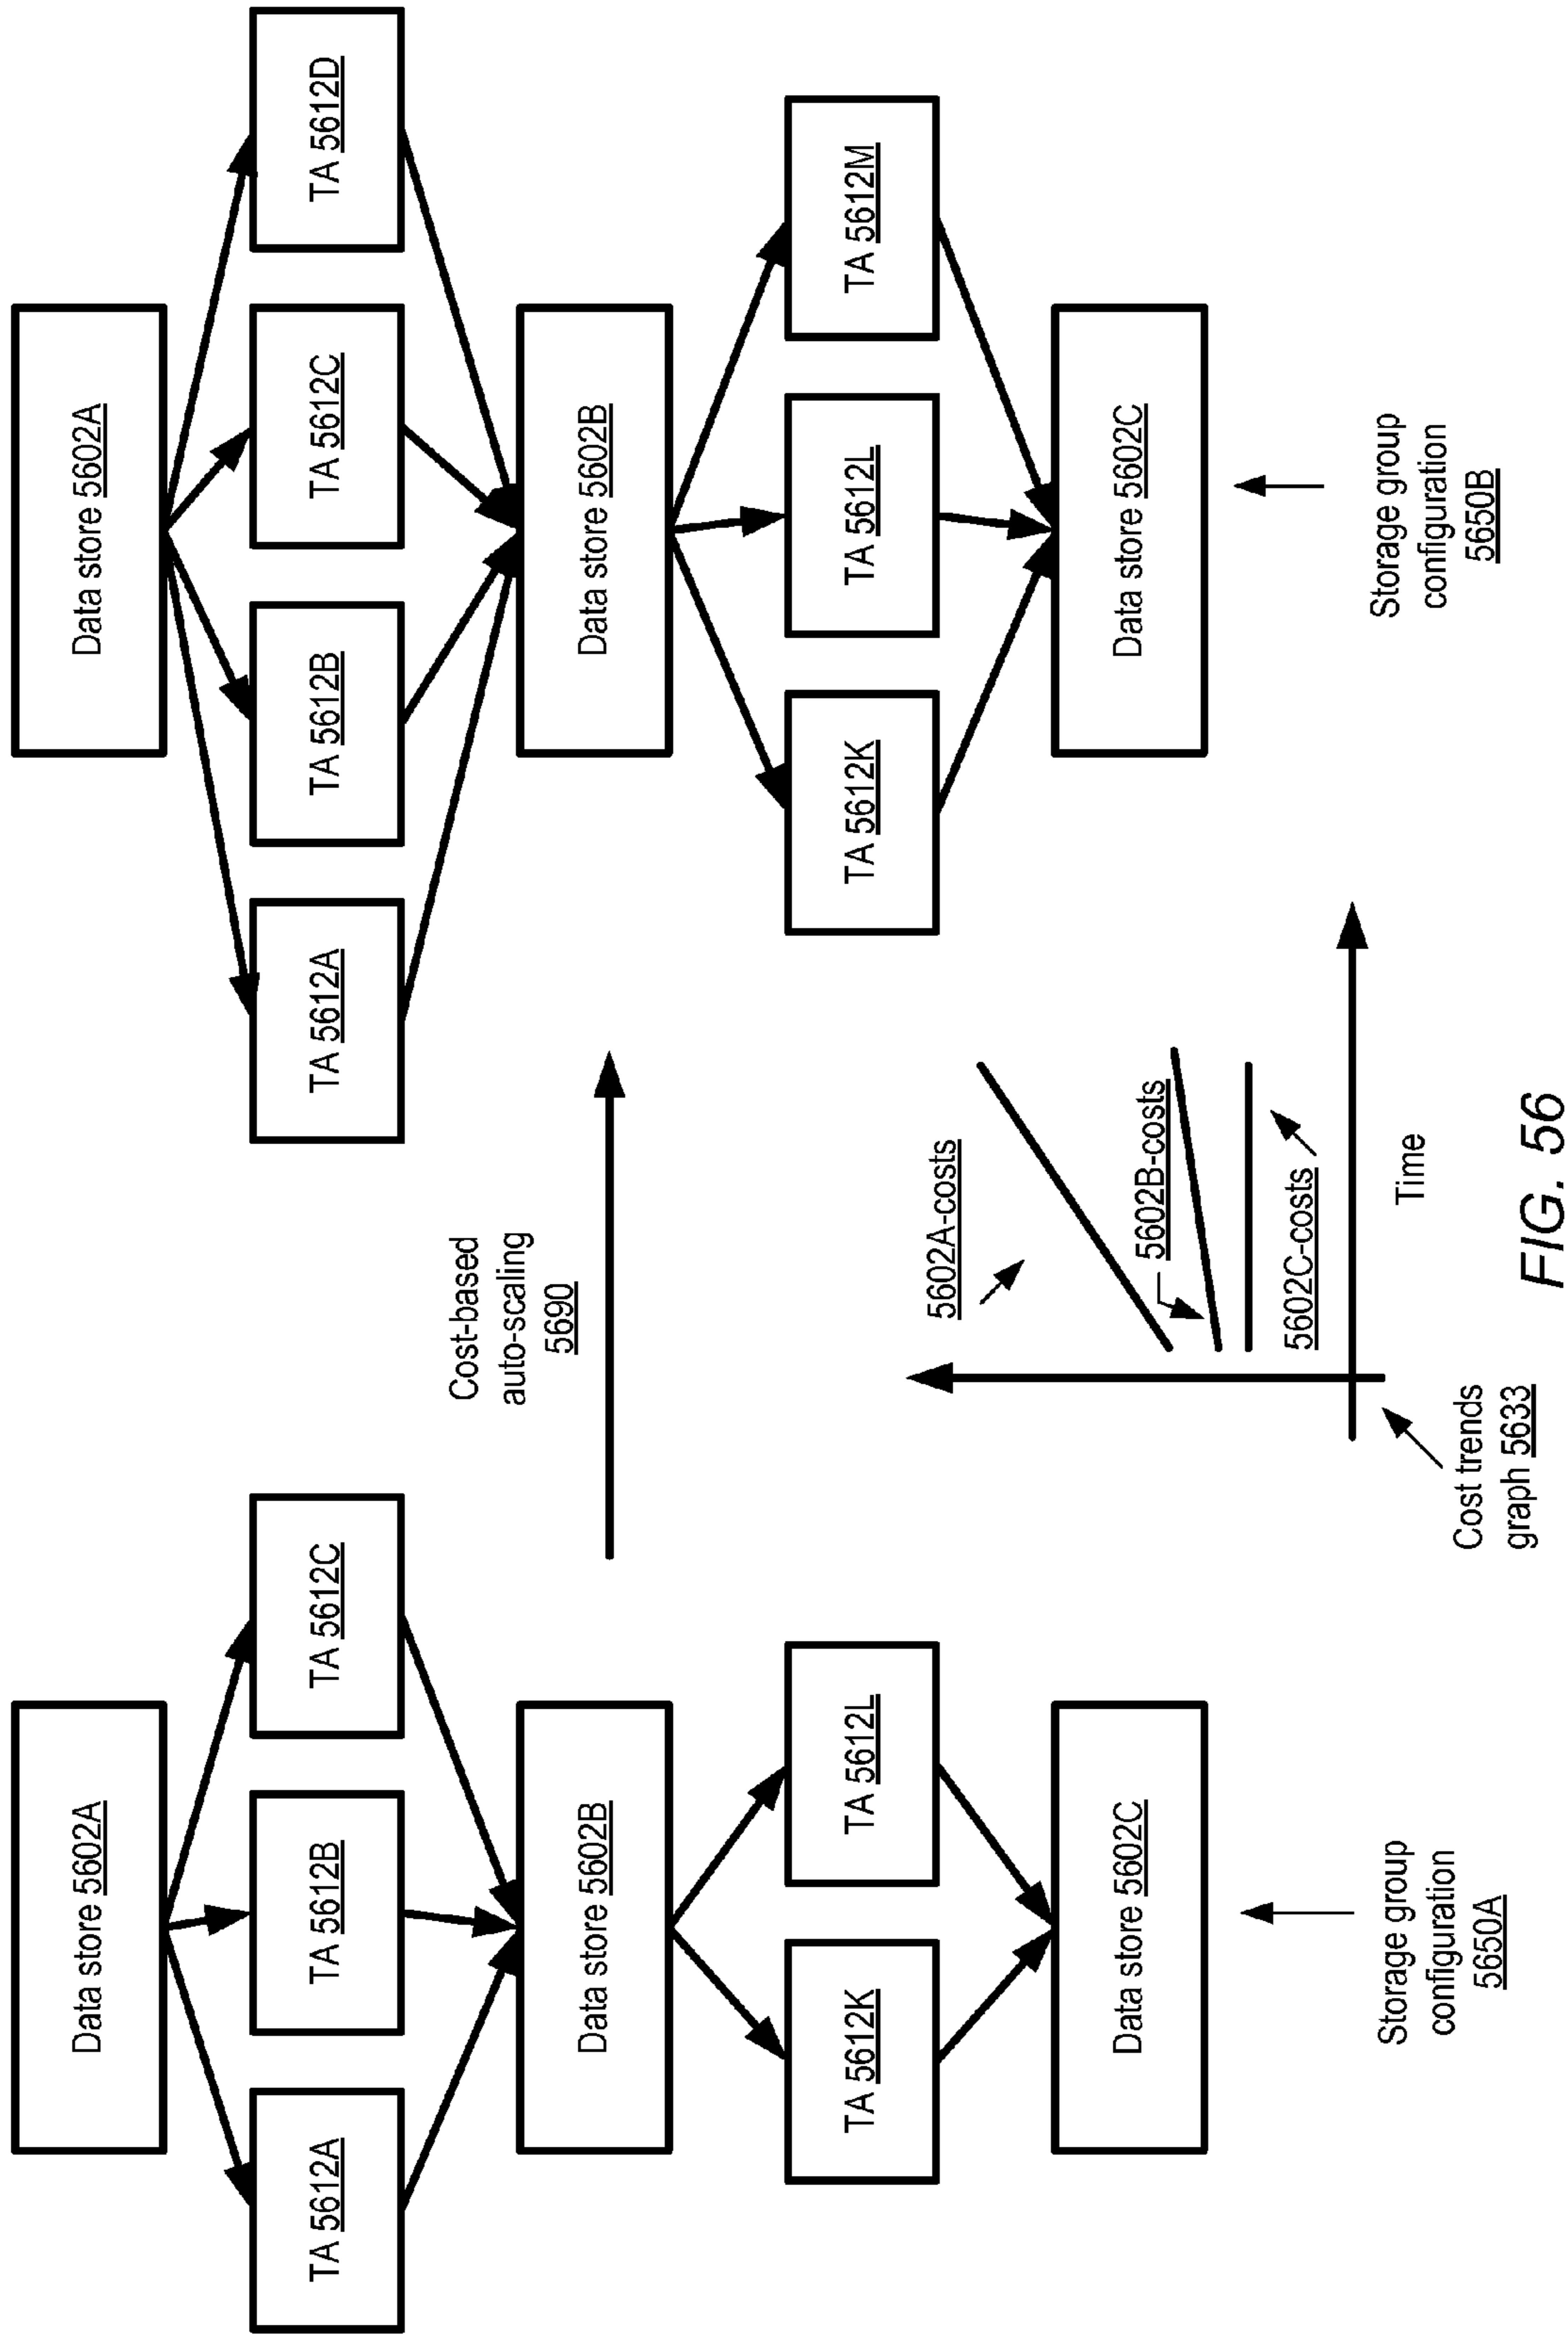 Data store 5602A
TA 5612A
TA 5612B
TA 5612C
Data store 5602B
TA 5612K
TA 5612L
Data store 5602C
Storage group
configuration
5650A
Cost-based
auto-scaling
5690
5602A-costs
5602B-costs
5602C-costs
Time
Cost trends
graph 5633
Data store 5602A
TA 5612A
TA 5612B
TA 5612C
TA 5612D
Data store 5602B
TA 5612K
TA 5612L
TA 5612M
Data store 5602C
Storage group
configuration
5650B
FIG. 56